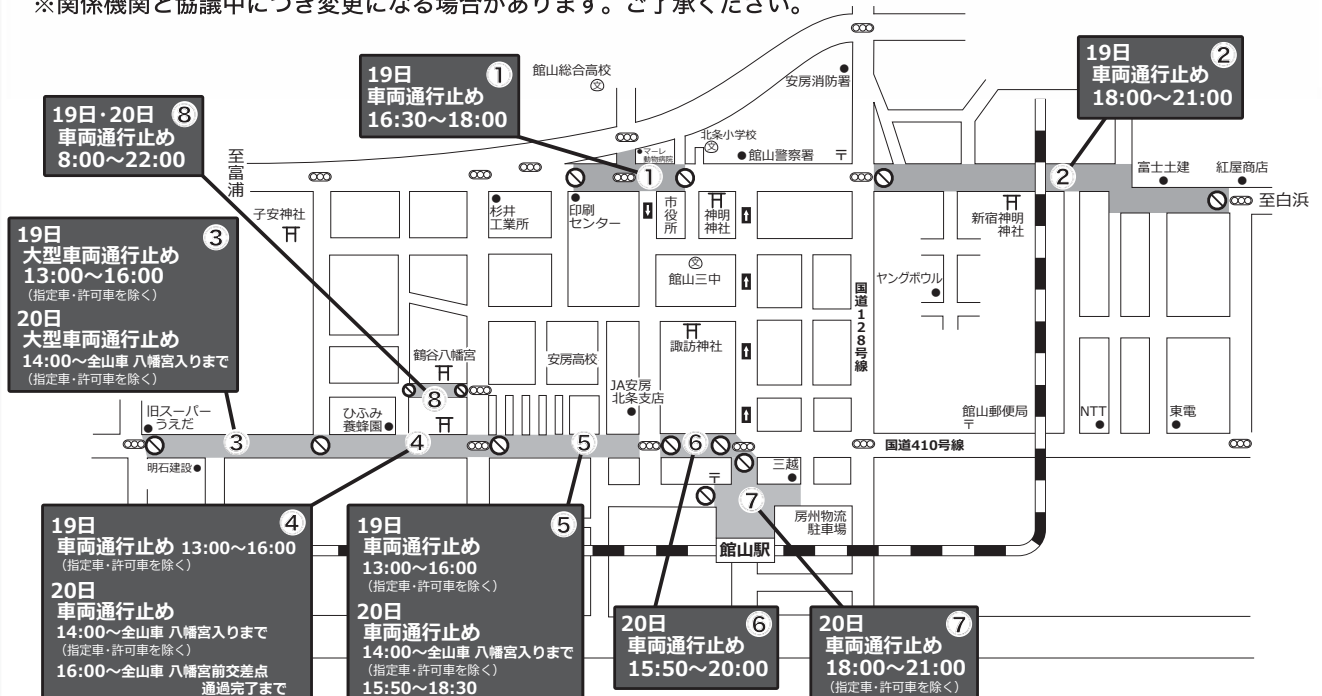 ※関係機関と協議中につき変更になる場合があります。ご了承ください。
19日 ①
車両通行止め
16:30〜18:00
館山総合高校
文
安房消防署
19日 ②
車両通行止め
18:00〜21:00
19日・20日 ⑧
車両通行止め
8:00〜22:00
至富浦
マーレ
動物病院
北条小学校
文
館山警察署
〒
①
②
富士土建
紅屋商店
至白浜
子安神社
杉井
工業所
印刷
センター
市役所
神明
神社
新宿神明
神社
19日 ③
大型車両通行止め
13:00〜16:00
（指定車・許可車を除く）
20日
大型車両通行止め
14:00〜全山車 八幡宮入りまで
（指定車・許可車を除く）
文
館山三中
国道128号線
ヤングボウル
諏訪神社
鶴谷八幡宮
安房高校
⑧
JA安房
北条支店
旧スーパー
うえだ
ひふみ
養蜂園
館山郵便局
〒
NTT
東電
③
④
⑤
⑥
国道410号線
明石建設
〒
三越
⑦
房州物流
駐車場
館山駅
19日 ④
車両通行止め 13:00〜16:00
（指定車・許可車を除く）
20日
車両通行止め
14:00〜全山車 八幡宮入りまで
（指定車・許可車を除く）
16:00〜全山車 八幡宮前交差点
通過完了まで
19日 ⑤
車両通行止め
13:00〜16:00
（指定車・許可車を除く）
20日
車両通行止め
14:00〜全山車 八幡宮入りまで
（指定車・許可車を除く）
15:50〜18:30
20日 ⑥
車両通行止め
15:50〜20:00
20日 ⑦
車両通行止め
18:00〜21:00
（指定車・許可車を除く）